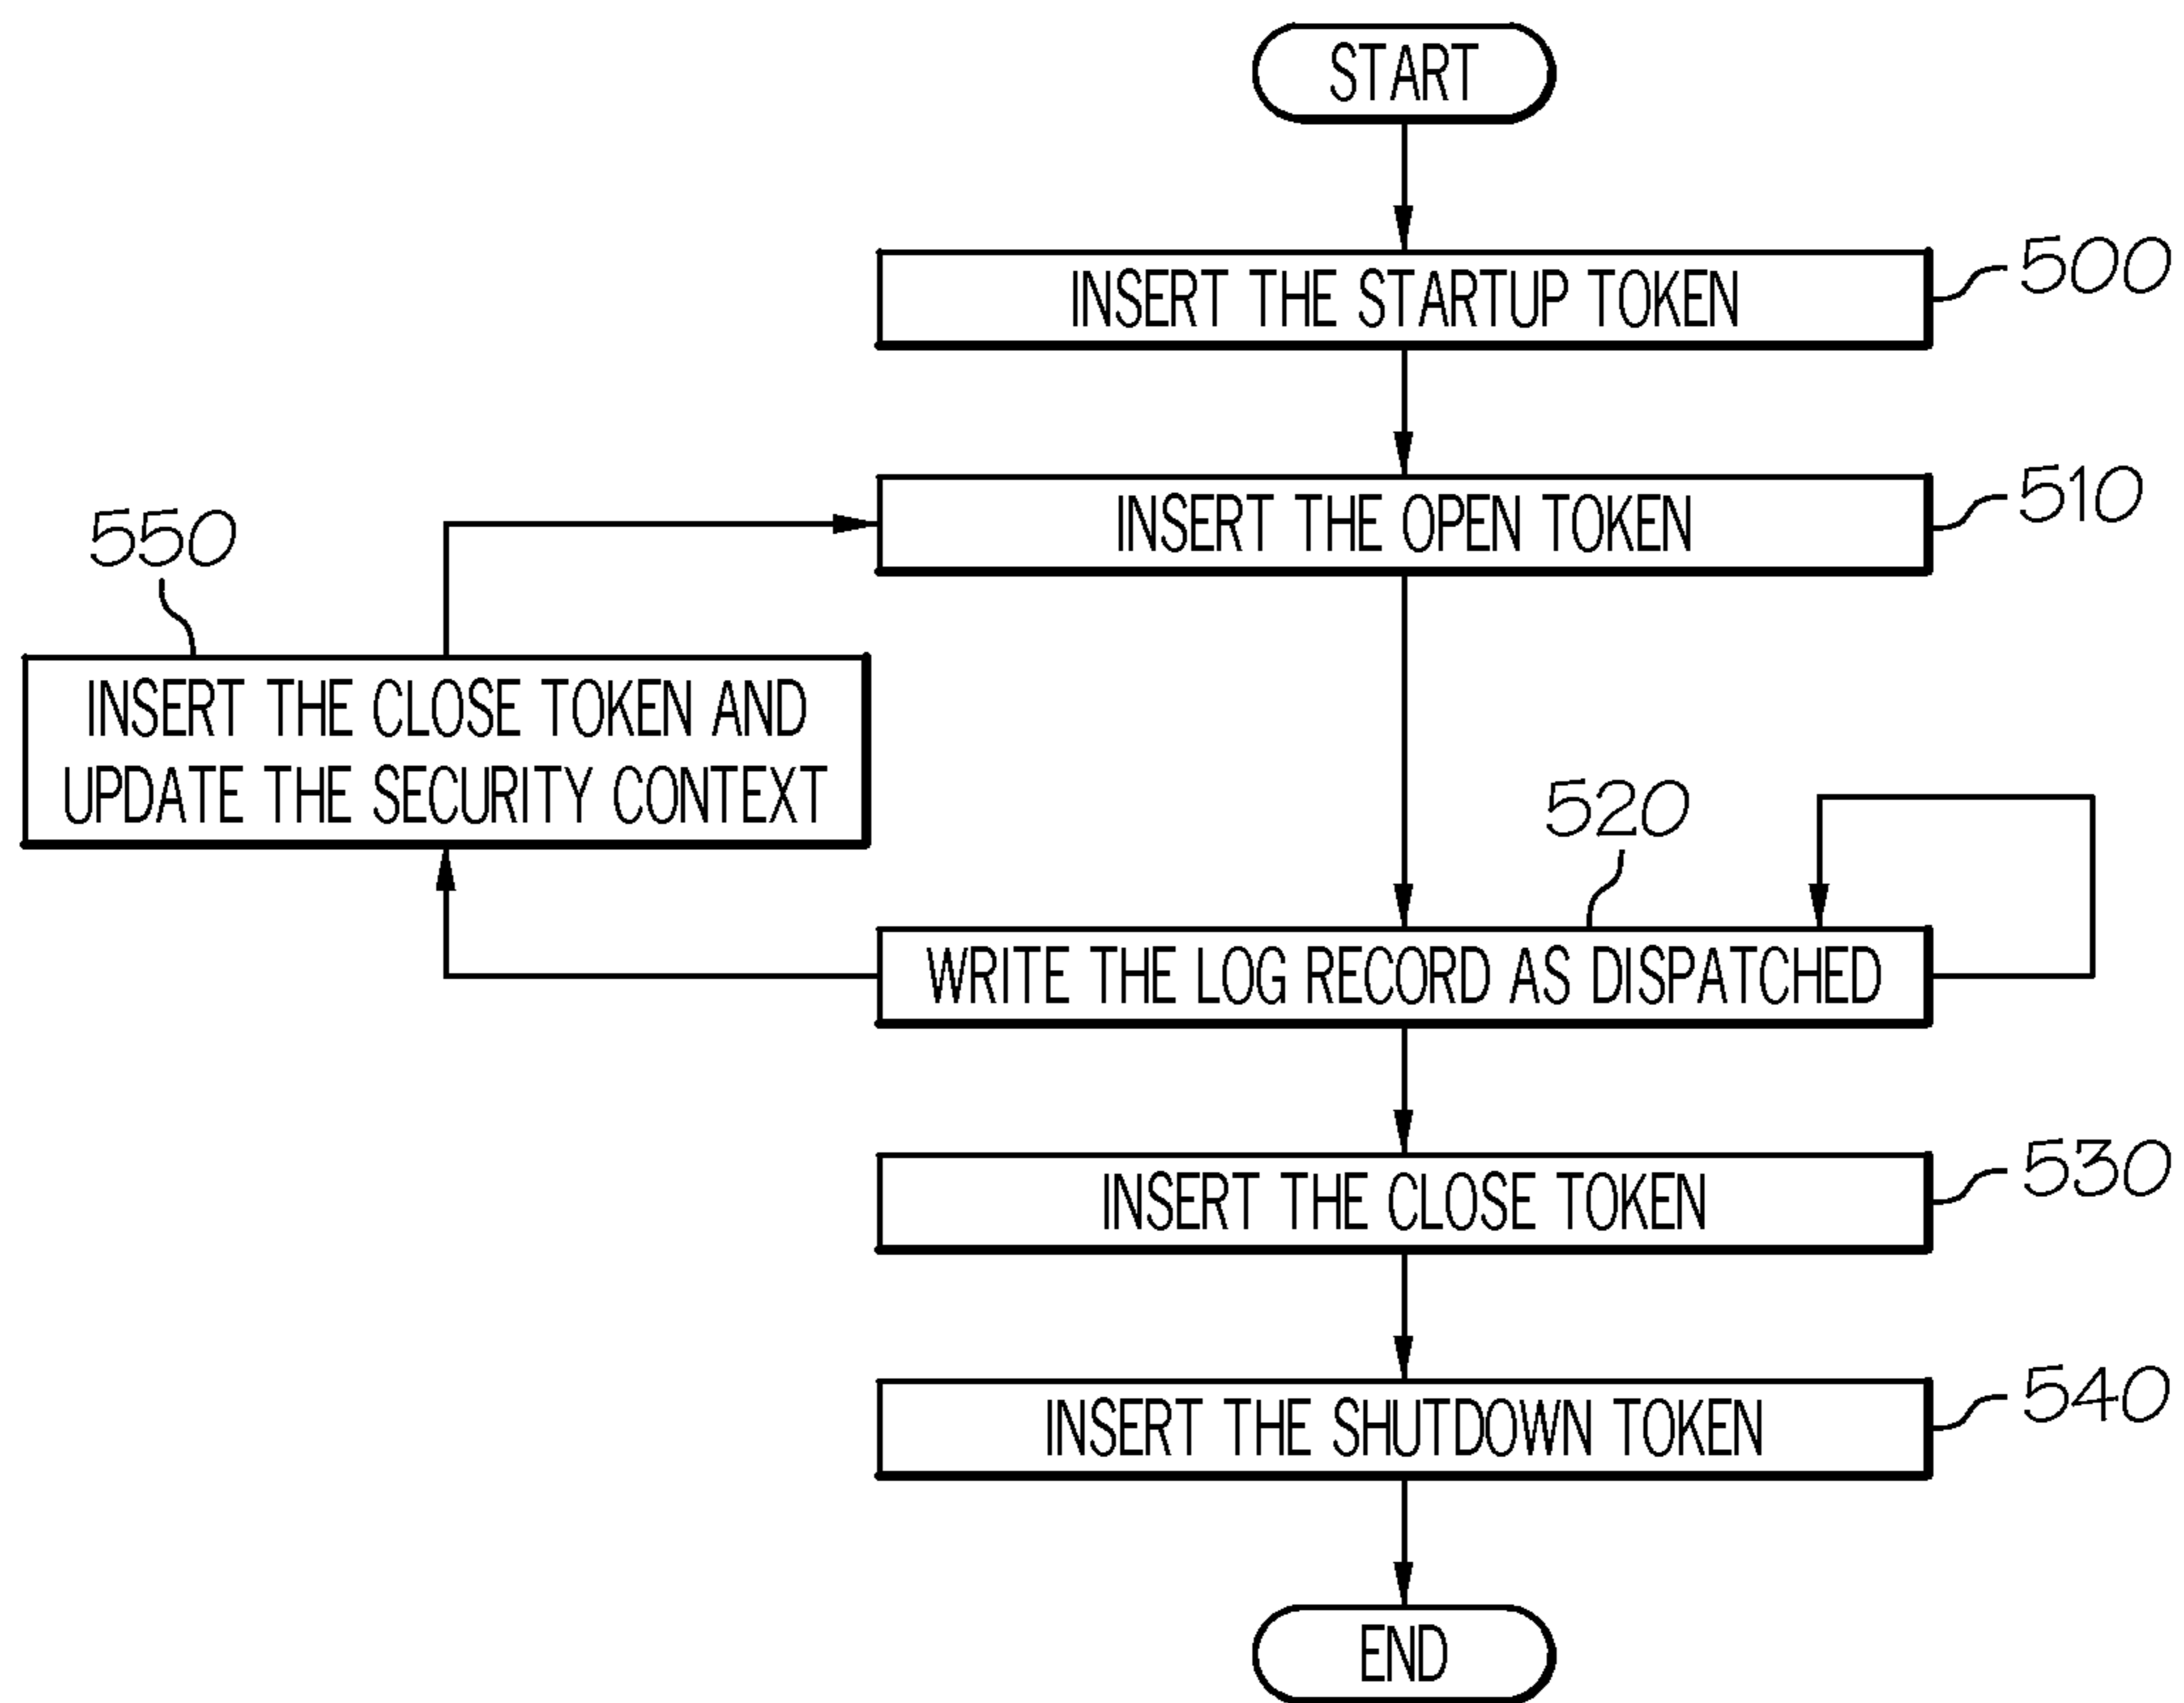 START
INSERT THE STARTUP TOKEN
500
INSERT THE OPEN TOKEN
510
550
INSERT THE CLOSE TOKEN AND
UPDATE THE SECURITY CONTEXT
520
WRITE THE LOG RECORD AS DISPATCHED
INSERT THE CLOSE TOKEN
530
INSERT THE SHUTDOWN TOKEN
540
END